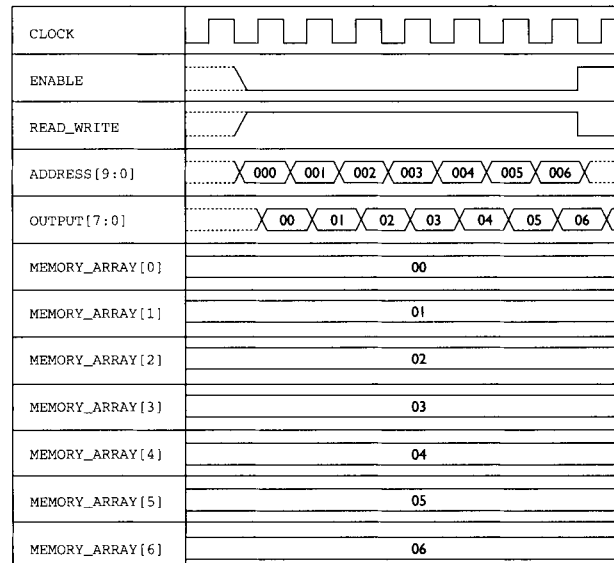 CLOCK
ENABLE
READ_WRITE
ADDRESS[9:0] 000 001 002 003 004 005 006
OUTPUT[7:0] 00 01 02 03 04 05 06
MEMORY_ARRAY[0] 00
MEMORY_ARRAY[1] 01
MEMORY_ARRAY[2] 02
MEMORY_ARRAY[3] 03
MEMORY_ARRAY[4] 04
MEMORY_ARRAY[5] 05
MEMORY_ARRAY[6] 06